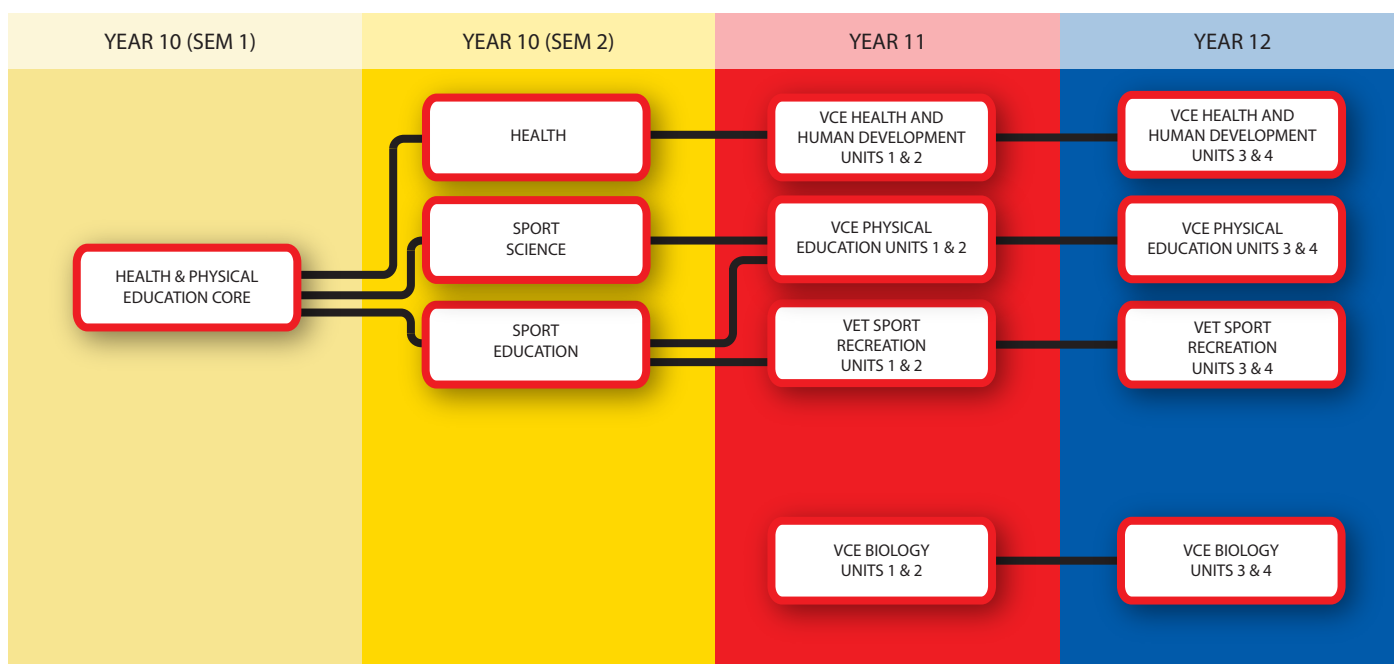 YEAR 10 (SEM 1)
YEAR 10 (SEM 2)
YEAR 11
YEAR 12
HEALTH & PHYSICAL
EDUCATION CORE
HEALTH
SPORT
SCIENCE
SPORT
EDUCATION
VCE HEALTH AND
HUMAN DEVELOPMENT
UNITS 1 & 2
VCE PHYSICAL
EDUCATION UNITS 1 & 2
VET SPORT
RECREATION
UNITS 1 & 2
VCE BIOLOGY
UNITS 1 & 2
VCE HEALTH AND
HUMAN DEVELOPMENT
UNITS 3 & 4
VCE PHYSICAL
EDUCATION UNITS 3 & 4
VET SPORT
RECREATION
UNITS 3 & 4
VCE BIOLOGY
UNITS 3 & 4